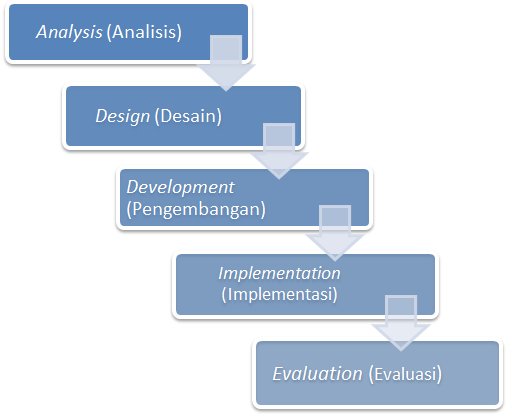 Analysis (Analisis)
Design (Desain)
Development
(Pengembangan)
Implementation
(Implementasi)
Evaluation (Evaluasi)